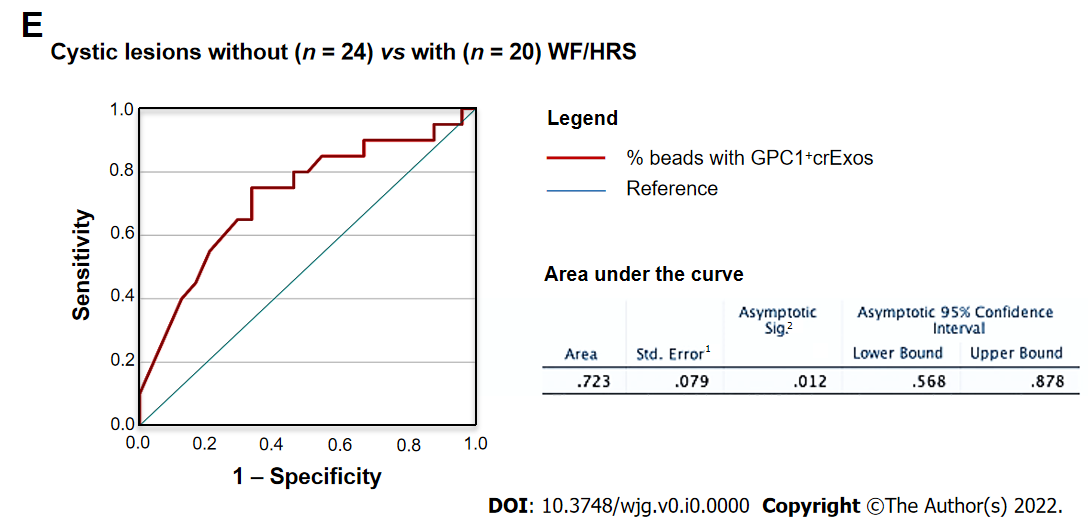 E
Cystic lesions without (n = 24) vs with (n = 20) WF/HRS
1.0
0.8
0.6
0.4
0.2
0.0
Sensitivity
0.0 0.2 0.4 0.6 0.8 1.0
1 – Specificity
Legend
% beads with GPC1⁺crExos
Reference
Area under the curve
Asymptotic Sig.² Asymptotic 95% Confidence Interval
Area Std. Error¹ Lower Bound Upper Bound
.723 .079 .012 .568 .878
DOI: 10.3748/wjg.v0.i0.0000 Copyright ©The Author(s) 2022.